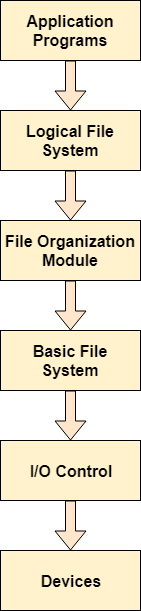 Application
Programs
Logical File
System
File Organization
Module
Basic File
System
I/O Control
Devices